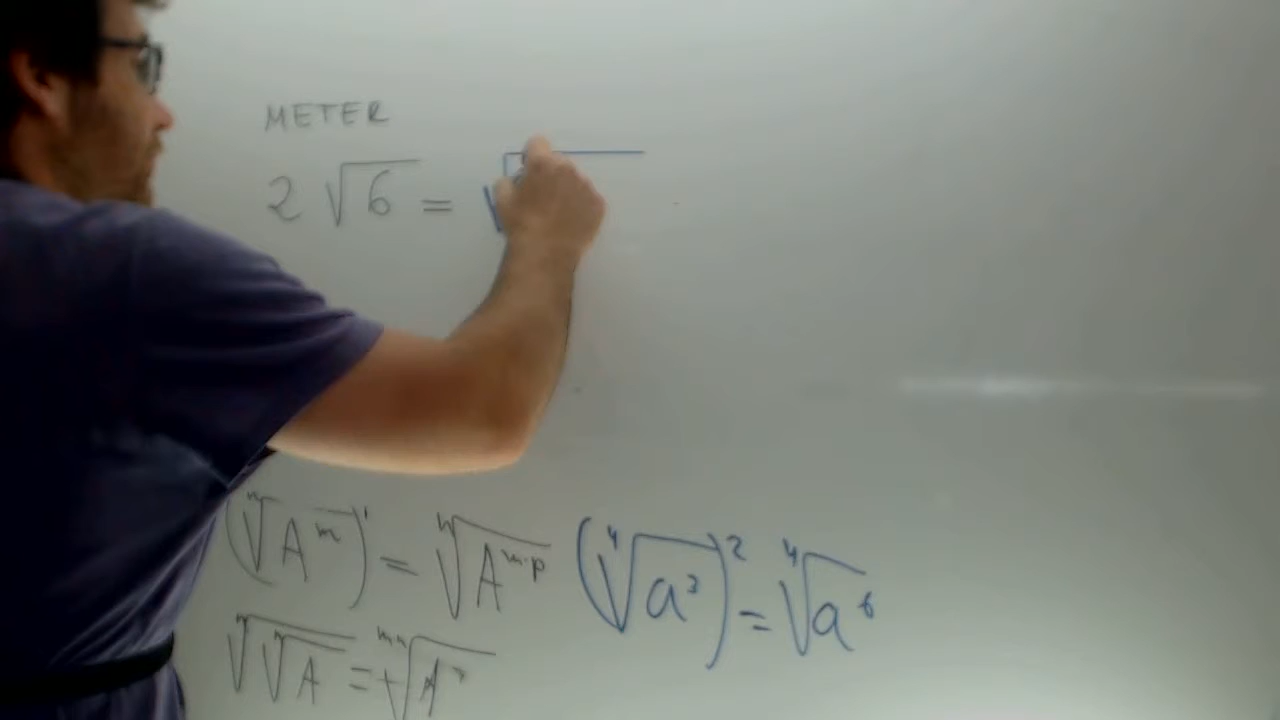 METER
2 √6 = √
(ⁿ√Aᵐ)ᵖ = ⁿ√Aᵐ·ᵖ (⁴√a³)² = ⁴√a⁶
ⁿ√ⁿ√A = ᵐⁿ√A